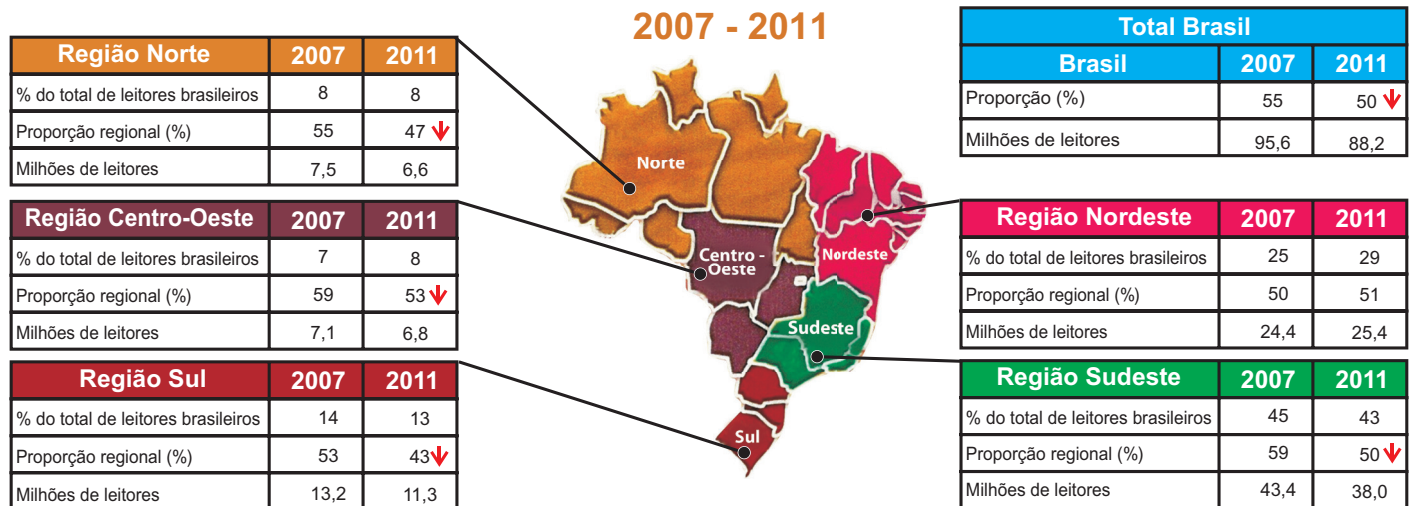 2007 - 2011
Região Norte 2007 2011
% do total de leitores brasileiros 8 8
Proporção regional (%) 55 47
Milhões de leitores 7,5 6,6
Região Centro-Oeste 2007 2011
% do total de leitores brasileiros 7 8
Proporção regional (%) 59 53
Milhões de leitores 7,1 6,8
Região Sul 2007 2011
% do total de leitores brasileiros 14 13
Proporção regional (%) 53 43
Milhões de leitores 13,2 11,3
Norte
Centro -
Oeste
Nordeste
Sudeste
Sul
Total Brasil
Brasil 2007 2011
Proporção (%) 55 50
Milhões de leitores 95,6 88,2
Região Nordeste 2007 2011
% do total de leitores brasileiros 25 29
Proporção regional (%) 50 51
Milhões de leitores 24,4 25,4
Região Sudeste 2007 2011
% do total de leitores brasileiros 45 43
Proporção regional (%) 59 50
Milhões de leitores 43,4 38,0